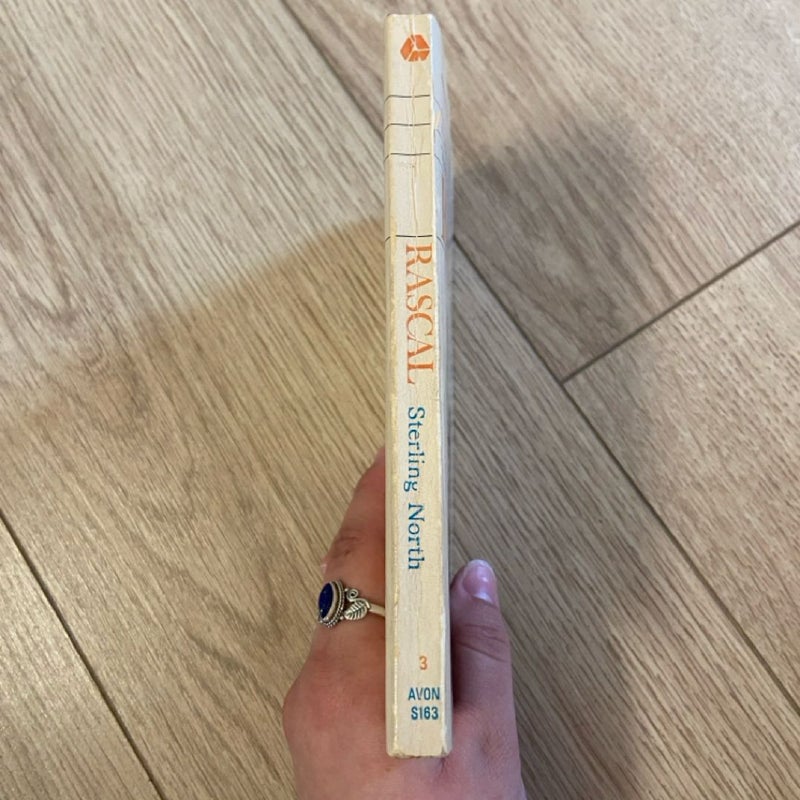 RASCAL
Sterling North
3
AVON
S163